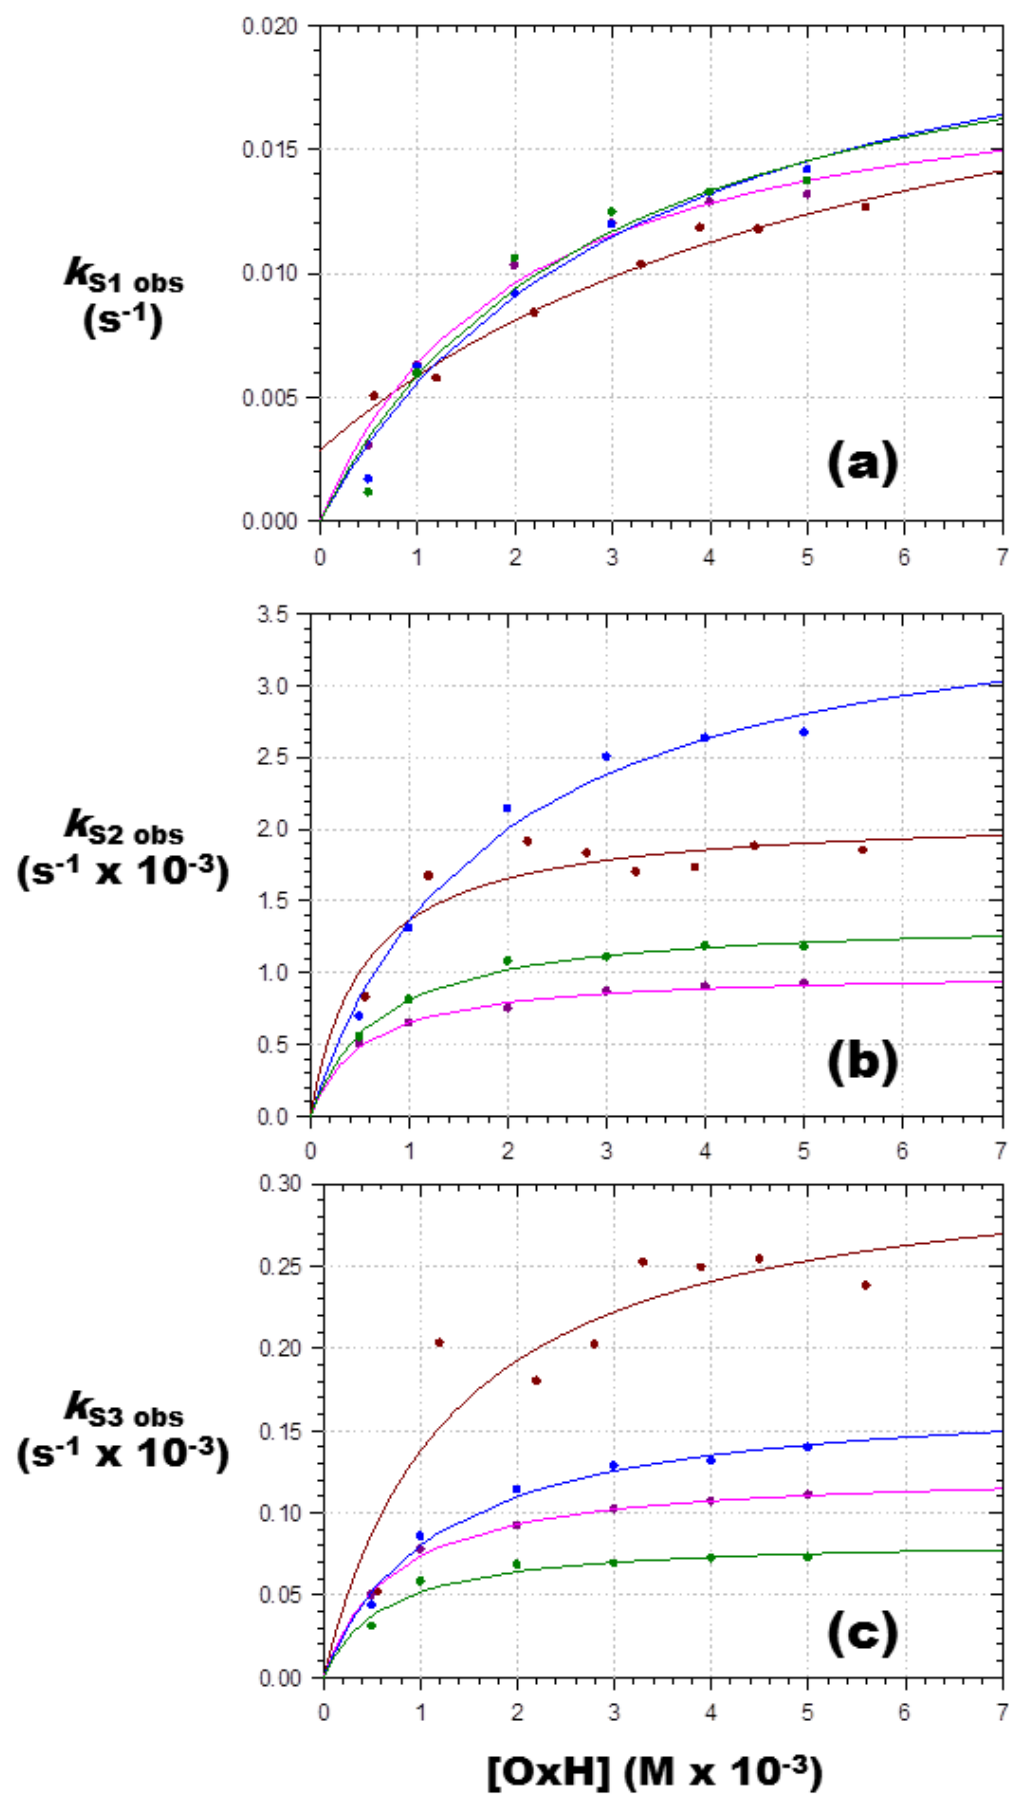 0.020
0.015
0.010
0.005
0.000
k S1 obs
(s-1)
(a)
0 1 2 3 4 5 6 7
3.5
3.0
2.5
2.0
1.5
1.0
0.5
0.0
k S2 obs
(s-1 x 10-3)
(b)
0 1 2 3 4 5 6 7
0.30
0.25
0.20
0.15
0.10
0.05
0.00
k S3 obs
(s-1 x 10-3)
(c)
0 1 2 3 4 5 6 7
[OxH] (M x 10-3)